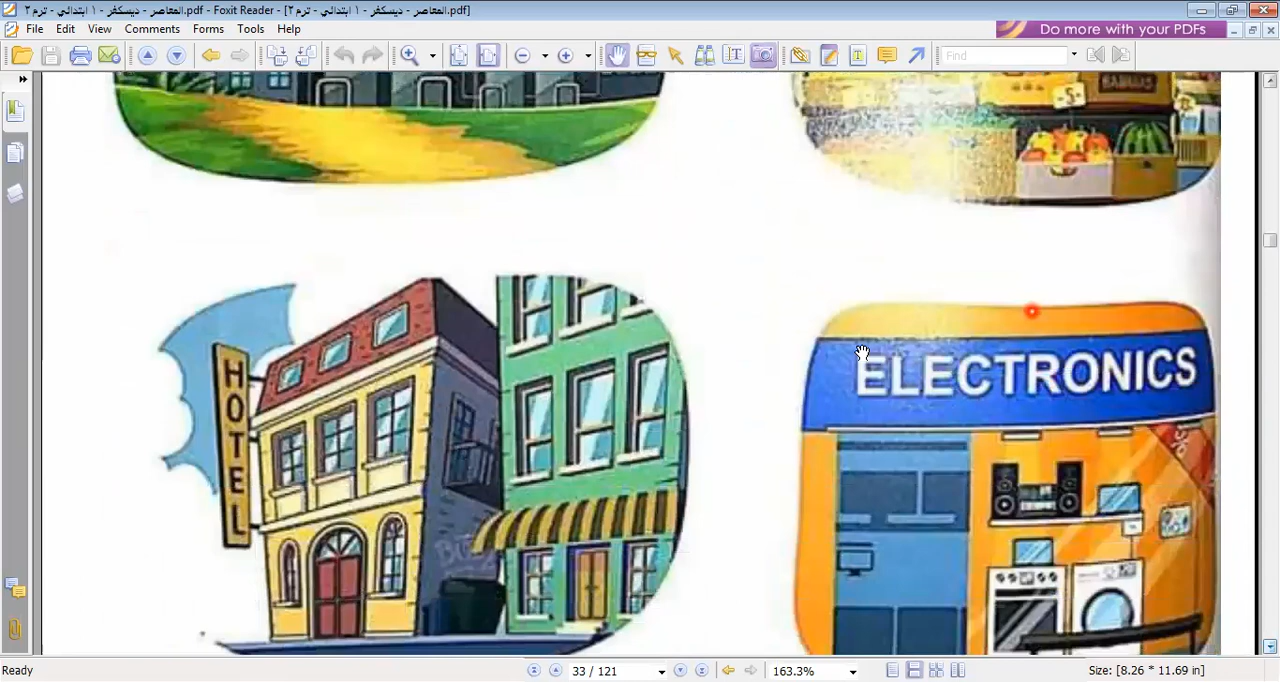 المعاصر - ديسكفر - ١ ابتدائي - ترم ٢.pdf - Foxit Reader - [المعاصر - ديسكفر - ١ ابتدائي - ترم٢.pdf]
File Edit View Comments Forms Tools Help
Do more with your PDFs
Find
-5-
HOTEL
ELECTRONICS
Ready
33 / 121
163.3%
Size: [8.26 * 11.69 in]